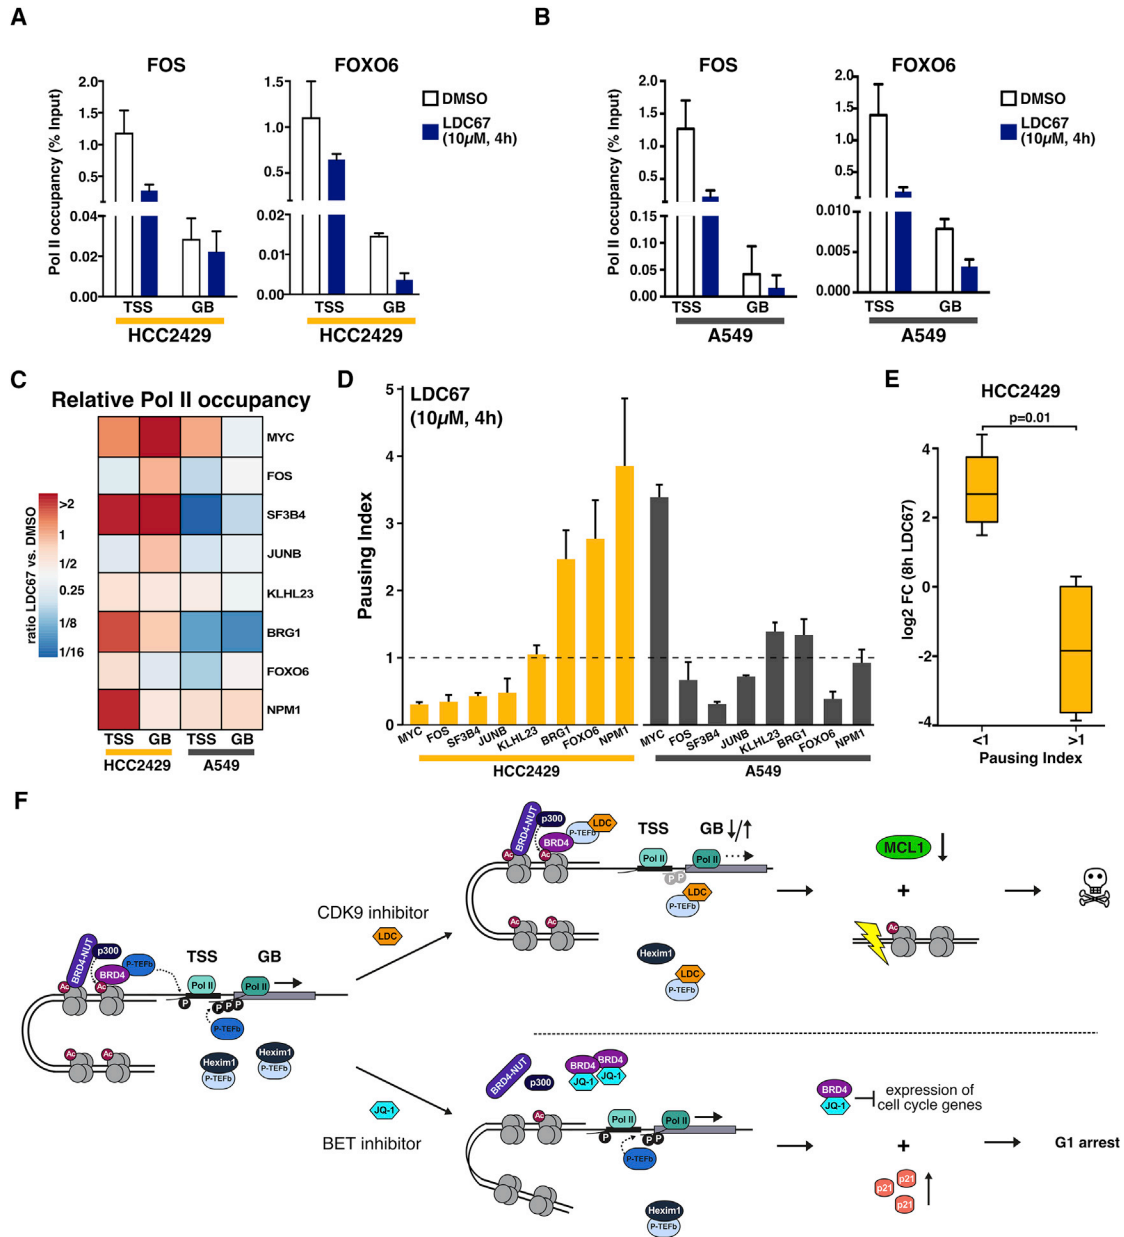 A
FOS
FOXO6
Pol II occupancy (% Input)
2.0
1.5
1.0
0.5
0.04
0.02
0.00
TSS
GB
HCC2429
1.5
1.0
0.5
0.02
0.01
0.00
TSS
GB
HCC2429
DMSO
LDC67
(10µM, 4h)
B
FOS
FOXO6
Pol II occupancy (% Input)
2.0
1.5
1.0
0.5
0.15
0.10
0.05
0.00
TSS
GB
A549
2.0
1.5
1.0
0.5
0.010
0.005
0.000
TSS
GB
A549
DMSO
LDC67
(10µM, 4h)
C
Relative Pol II occupancy
ratio LDC67 vs. DMSO
>2
1
1/2
0.25
1/8
1/16
MYC
FOS
SF3B4
JUNB
KLHL23
BRG1
FOXO6
NPM1
TSS GB TSS GB
HCC2429 A549
D
LDC67
(10µM, 4h)
Pausing Index
5
4
3
2
1
0
MYC FOS SF3B4 JUNB KLHL23 BRG1 FOXO6 NPM1
MYC FOS SF3B4 JUNB KLHL23 BRG1 FOXO6 NPM1
HCC2429 A549
E
HCC2429
p=0.01
log2 FC (8h LDC67)
4
2
0
-2
-4
<1 >1
Pausing Index
F
BRD4-NUT
p300
BRD4
P-TEFb
Ac
Ac
TSS GB
Pol II Pol II
P
P P P
P-TEFb
Ac Ac
Hexim1
P-TEFb
Hexim1
P-TEFb
CDK9 inhibitor
LDC
JQ-1
BET inhibitor
BRD4-NUT
p300
BRD4
P-TEFb
LDC
Ac
Ac
TSS GB
Pol II Pol II
P P
LDC
P-TEFb
Ac Ac
Hexim1
LDC
P-TEFb
MCL1
+
Ac
BRD4-NUT
p300
BRD4 BRD4
JQ-1 JQ-1
Ac
Pol II Pol II
P
P P
P-TEFb
Hexim1
P-TEFb
BRD4
JQ-1
expression of
cell cycle genes
+
p21
p21
p21
G1 arrest